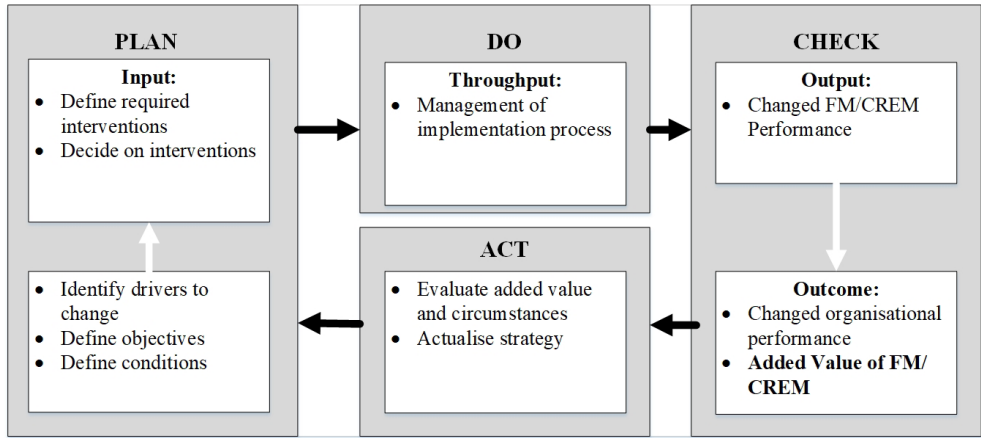 PLAN
Input:
• Define required
interventions
• Decide on interventions
• Identify drivers to
change
• Define objectives
• Define conditions
DO
Throughput:
• Management of
implementation process
CHECK
Output:
• Changed FM/CREM
Performance
Outcome:
• Changed organisational
performance
• Added Value of FM/
CREM
ACT
• Evaluate added value
and circumstances
• Actualise strategy